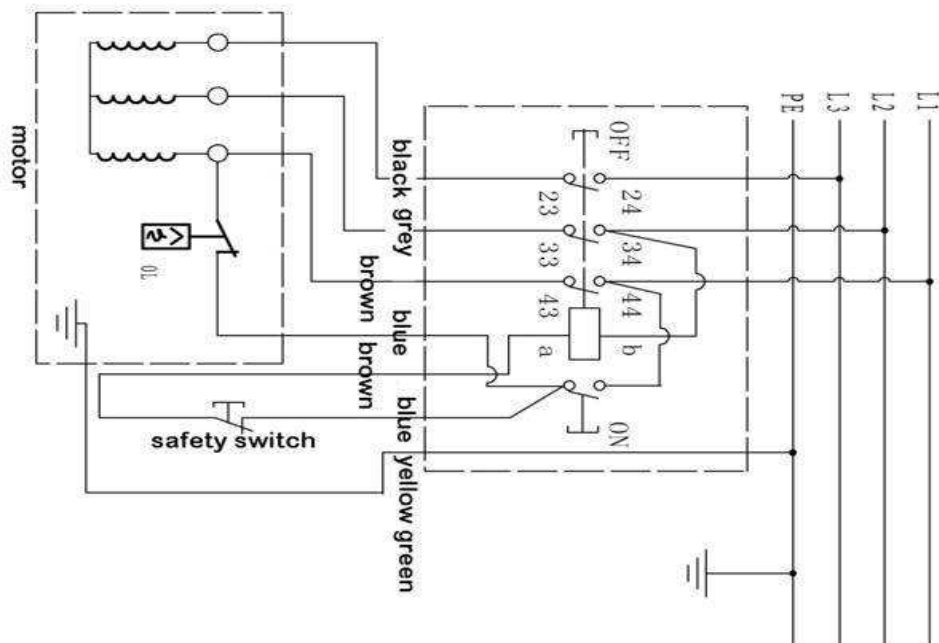 PE
L3
L2
L1
OFF
23
24
33
34
43
44
a
b
ON
OL
black
grey
brown
blue
brown
blue
yellow green
safety switch
motor